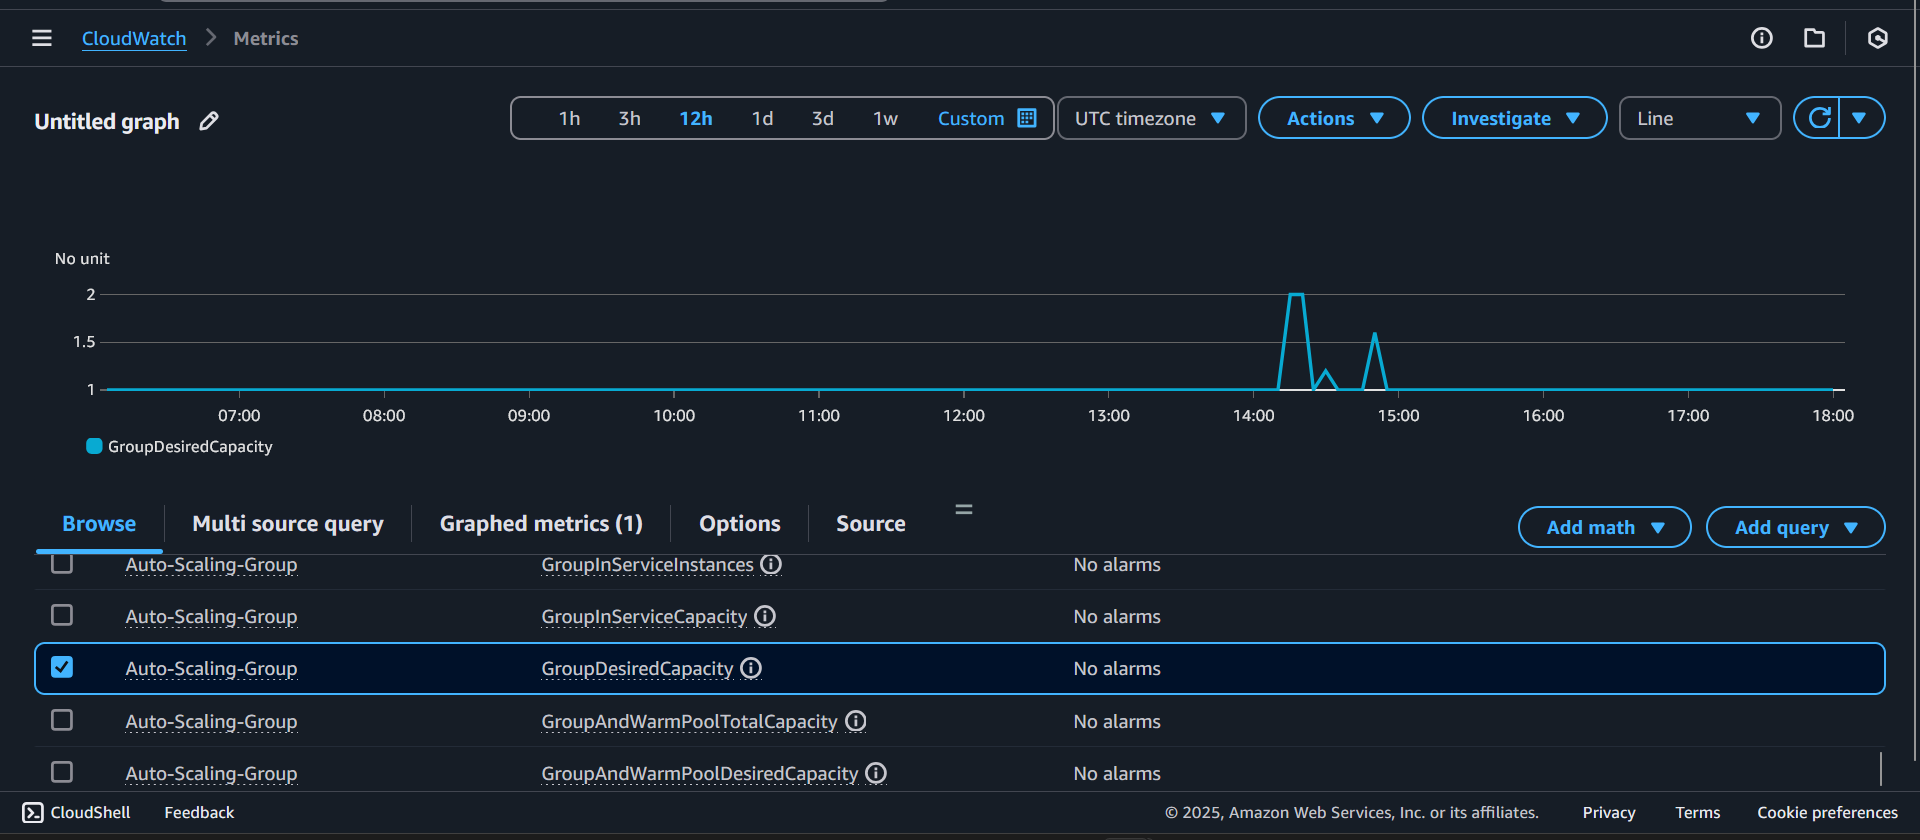 CloudWatch > Metrics
Untitled graph
1h 3h 12h 1d 3d 1w Custom UTC timezone Actions Investigate Line
No unit
2
1.5
1
07:00 08:00 09:00 10:00 11:00 12:00 13:00 14:00 15:00 16:00 17:00 18:00
GroupDesiredCapacity
Browse Multi source query Graphed metrics (1) Options Source Add math Add query
Auto-Scaling-Group GroupInServiceInstances No alarms
Auto-Scaling-Group GroupInServiceCapacity No alarms
Auto-Scaling-Group GroupDesiredCapacity No alarms
Auto-Scaling-Group GroupAndWarmPoolTotalCapacity No alarms
Auto-Scaling-Group GroupAndWarmPoolDesiredCapacity No alarms
CloudShell Feedback © 2025, Amazon Web Services, Inc. or its affiliates. Privacy Terms Cookie preferences